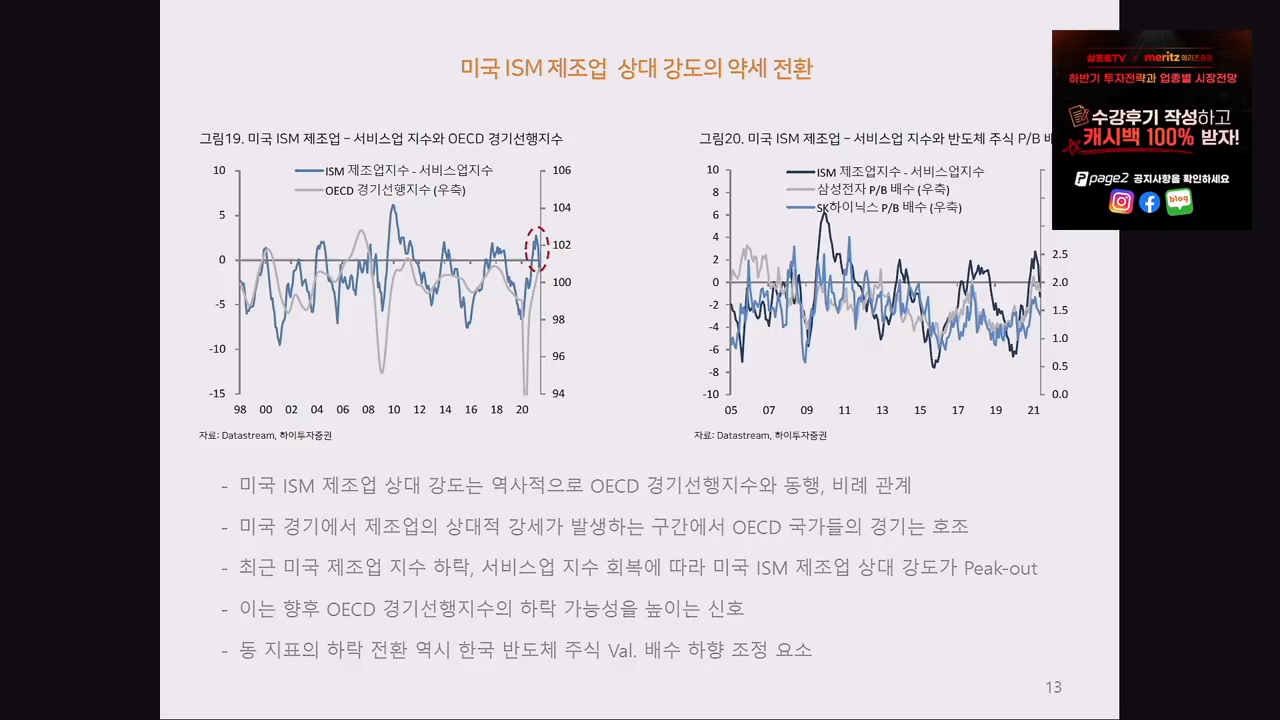 미국 ISM 제조업 상대 강도의 약세 전환
삼프로TV X meritz 메리츠증권
하반기 투자전략과 업종별 시장전망
수강후기 작성하고
캐시백 100% 받자!
page2 공지사항을 확인하세요
blog
그림19. 미국 ISM 제조업 – 서비스업 지수와 OECD 경기선행지수
ISM 제조업지수 - 서비스업지수
OECD 경기선행지수 (우축)
10
5
0
-5
-10
-15
106
104
102
100
98
96
94
98 00 02 04 06 08 10 12 14 16 18 20
자료: Datastream, 하이투자증권
그림20. 미국 ISM 제조업 – 서비스업 지수와 반도체 주식 P/B
ISM 제조업지수 - 서비스업지수
삼성전자 P/B 배수 (우축)
SK하이닉스 P/B 배수 (우축)
10
8
6
4
2
0
-2
-4
-6
-8
-10
2.5
2.0
1.5
1.0
0.5
0.0
05 07 09 11 13 15 17 19 21
자료: Datastream, 하이투자증권
- 미국 ISM 제조업 상대 강도는 역사적으로 OECD 경기선행지수와 동행, 비례 관계
- 미국 경기에서 제조업의 상대적 강세가 발생하는 구간에서 OECD 국가들의 경기는 호조
- 최근 미국 제조업 지수 하락, 서비스업 지수 회복에 따라 미국 ISM 제조업 상대 강도가 Peak-out
- 이는 향후 OECD 경기선행지수의 하락 가능성을 높이는 신호
- 동 지표의 하락 전환 역시 한국 반도체 주식 Val. 배수 하향 조정 요소
13